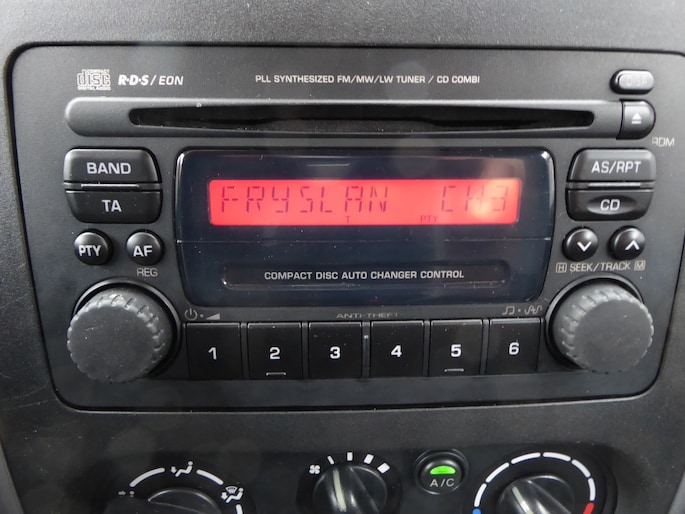 COMPACT disc DIGITAL AUDIO
R·D·S/EON
PLL SYNTHESIZED FM/MW/LW TUNER / CD COMBI
RDM
BAND
TA
PTY
AF
REG
FRYSLAN CH3
T PTY
COMPACT DISC AUTO CHANGER CONTROL
AS/RPT
CD
H SEEK/TRACK M
ANTI-THEFT
1 2 3 4 5 6
A/C